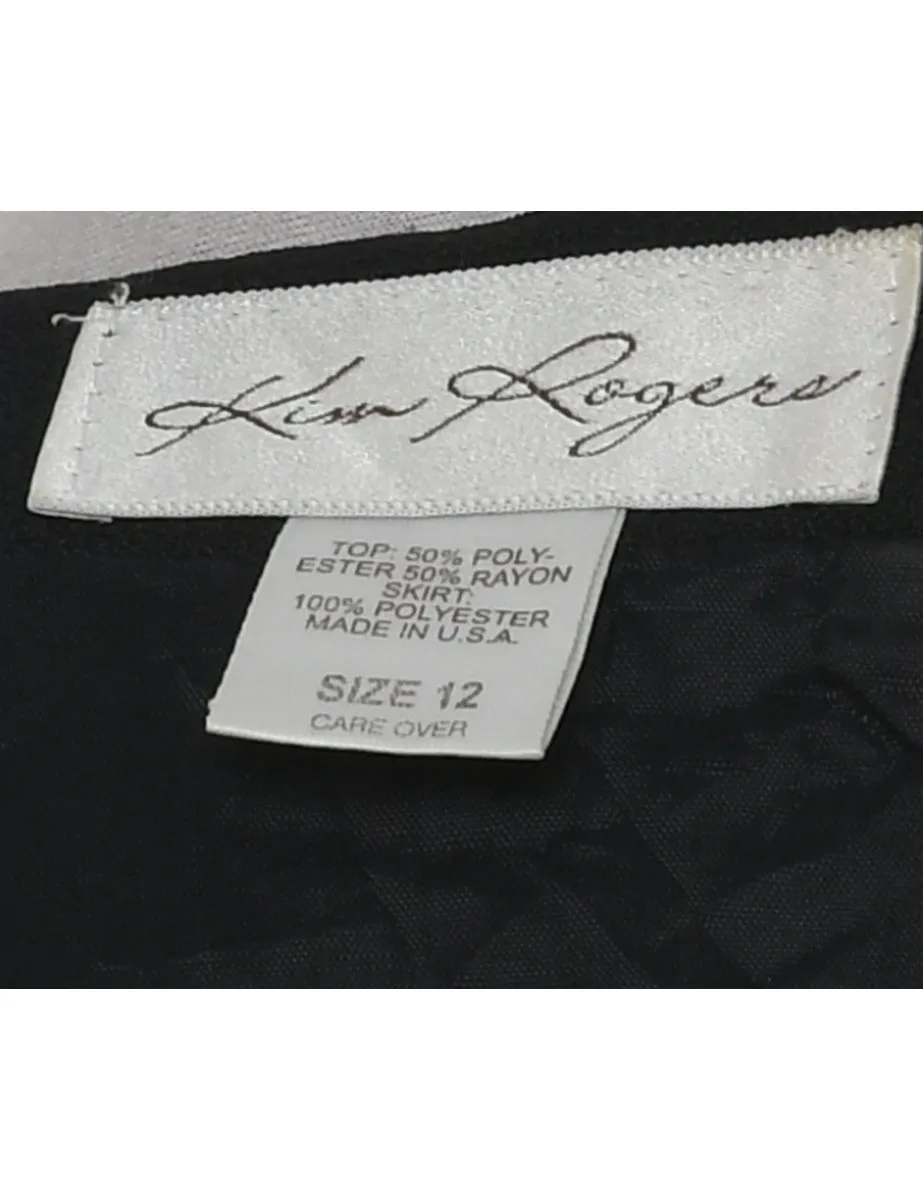 Kim Rogers
TOP: 50% POLY-
ESTER 50% RAYON
SKIRT:
100% POLYESTER
MADE IN U.S.A.
SIZE 12
CARE OVER